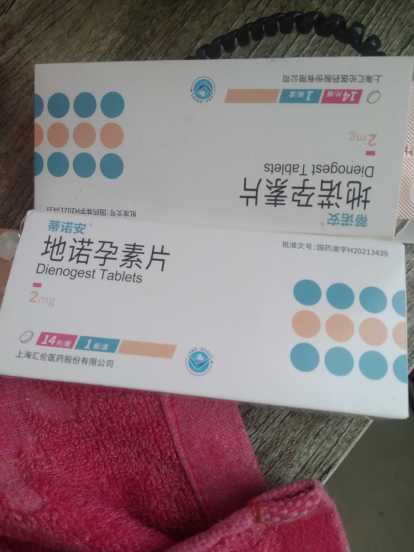 蒂诺安
地诺孕素片
Dienogest Tablets
2mg
14片/板 1板/盒
上海汇伦医药股份有限公司
蒂诺安
批准文号:国药准字H20213435
地诺孕素片
Dienogest Tablets
2mg
14片/板 1板/盒
上海汇伦医药股份有限公司